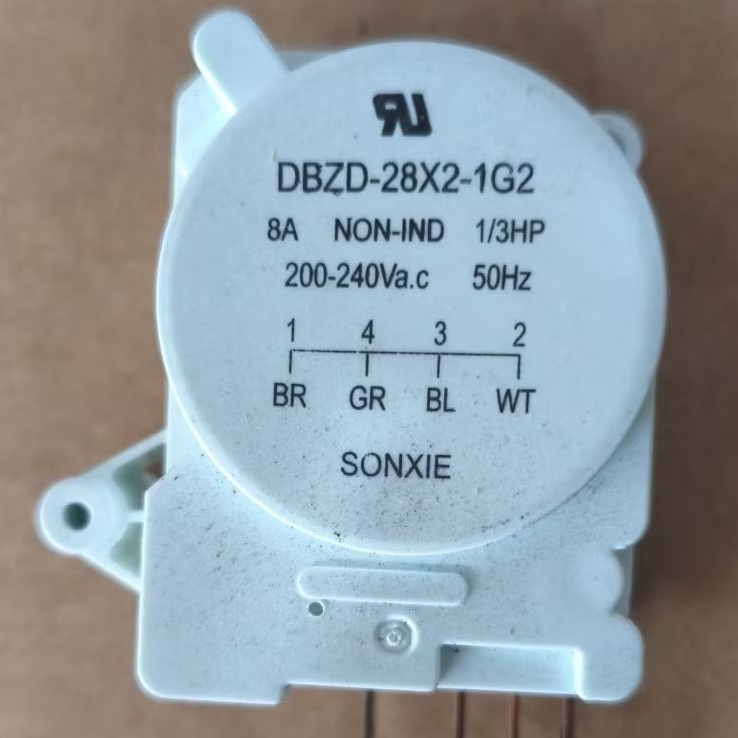 RU
DBZD-28X2-1G2
8A NON-IND 1/3HP
200-240Va.c 50Hz
1 4 3 2
BR GR BL WT
SONXIE